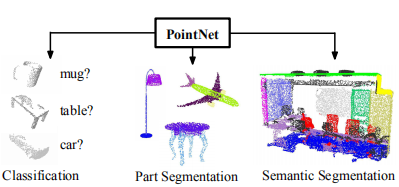 PointNet
mug?
table?
car?
Classification
Part Segmentation
Semantic Segmentation